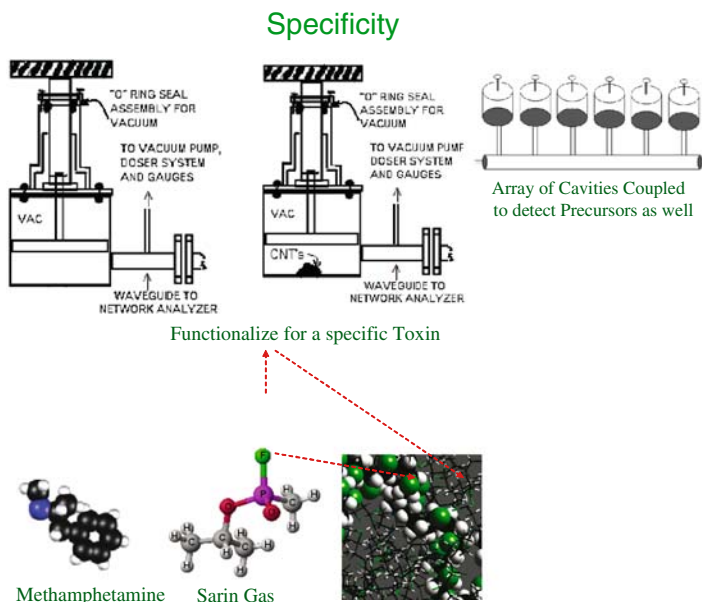 Specificity
"O" RING SEAL
ASSEMBLY FOR
VACUUM
TO VACUUM PUMP,
DOSER SYSTEM
AND GAUGES
VAC
WAVEGUIDE TO
NETWORK ANALYZER
"O" RING SEAL
ASSEMBLY FOR
VACUUM
TO VACUUM PUMP
DOSER SYSTEM
AND GAUGES
VAC
CNT's
WAVEGUIDE TO
NETWORK ANALYZER
Array of Cavities Coupled
to detect Precursors as well
Functionalize for a specific Toxin
F
P
O
O
C
C
C
C
H
H
H
H
H
H
H
H
H
H
Methamphetamine
Sarin Gas